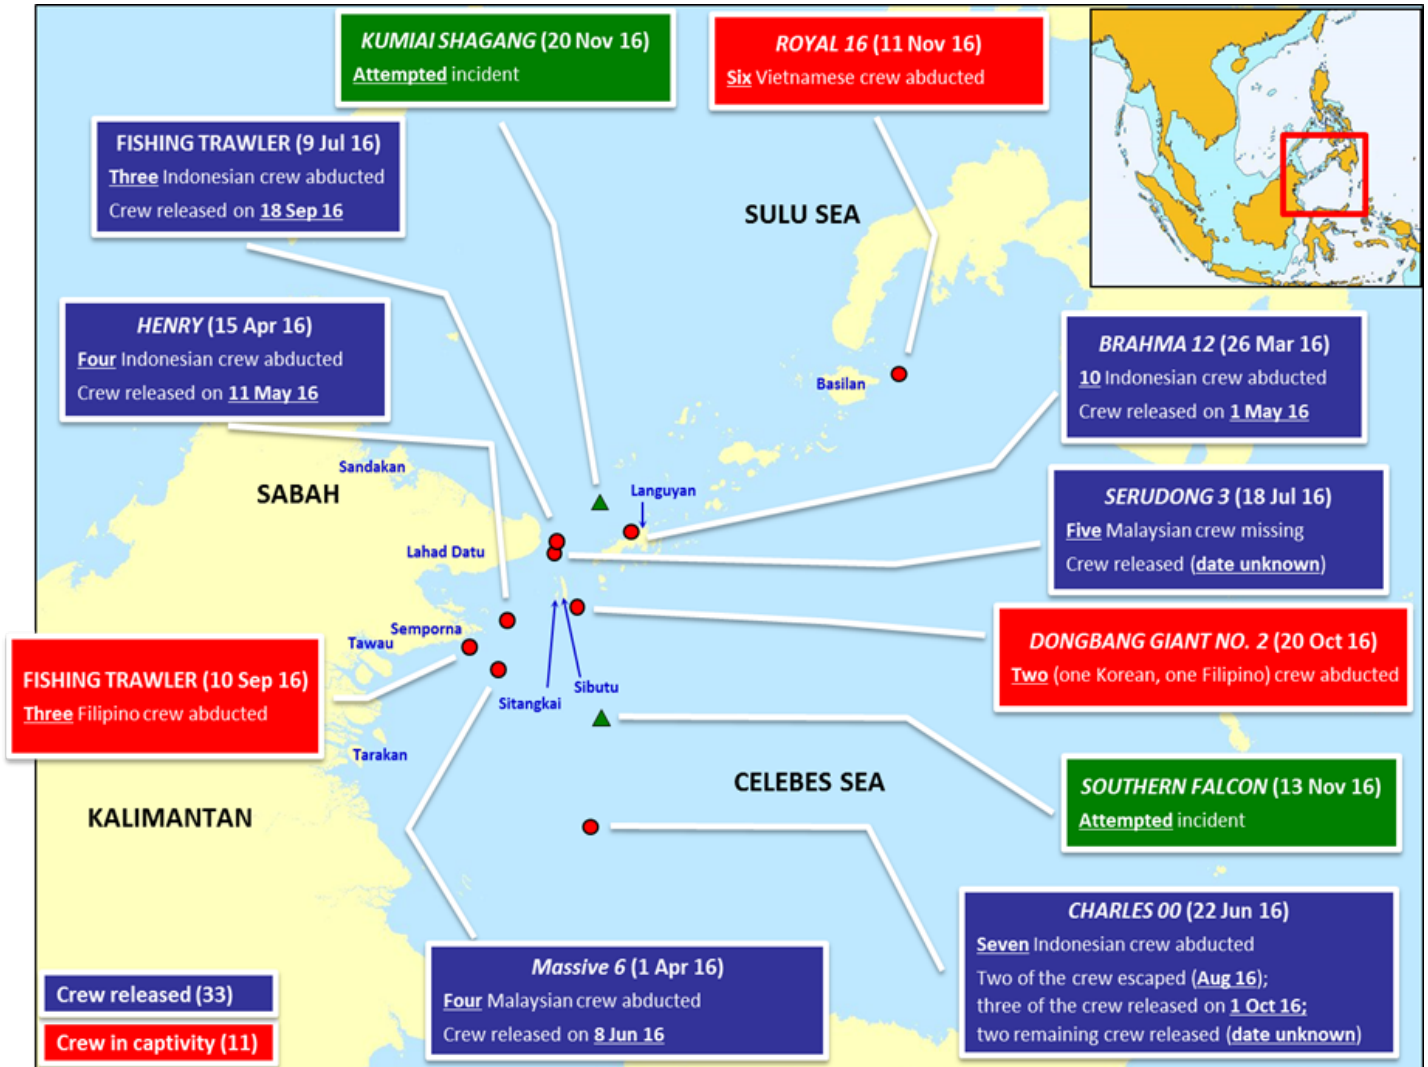 KUMIAI SHAGANG (20 Nov 16)
Attempted incident
ROYAL 16 (11 Nov 16)
Six Vietnamese crew abducted
FISHING TRAWLER (9 Jul 16)
Three Indonesian crew abducted
Crew released on 18 Sep 16
SULU SEA
HENRY (15 Apr 16)
Four Indonesian crew abducted
Crew released on 11 May 16
BRAHMA 12 (26 Mar 16)
10 Indonesian crew abducted
Crew released on 1 May 16
Basilan
Sandakan
SABAH
Languyan
Lahad Datu
SERUDONG 3 (18 Jul 16)
Five Malaysian crew missing
Crew released (date unknown)
Semporna
Tawau
Sibutu
Sitangkai
DONGBANG GIANT NO. 2 (20 Oct 16)
Two (one Korean, one Filipino) crew abducted
FISHING TRAWLER (10 Sep 16)
Three Filipino crew abducted
Tarakan
CELEBES SEA
KALIMANTAN
SOUTHERN FALCON (13 Nov 16)
Attempted incident
CHARLES 00 (22 Jun 16)
Seven Indonesian crew abducted
Two of the crew escaped (Aug 16);
three of the crew released on 1 Oct 16;
two remaining crew released (date unknown)
Massive 6 (1 Apr 16)
Four Malaysian crew abducted
Crew released on 8 Jun 16
Crew released (33)
Crew in captivity (11)